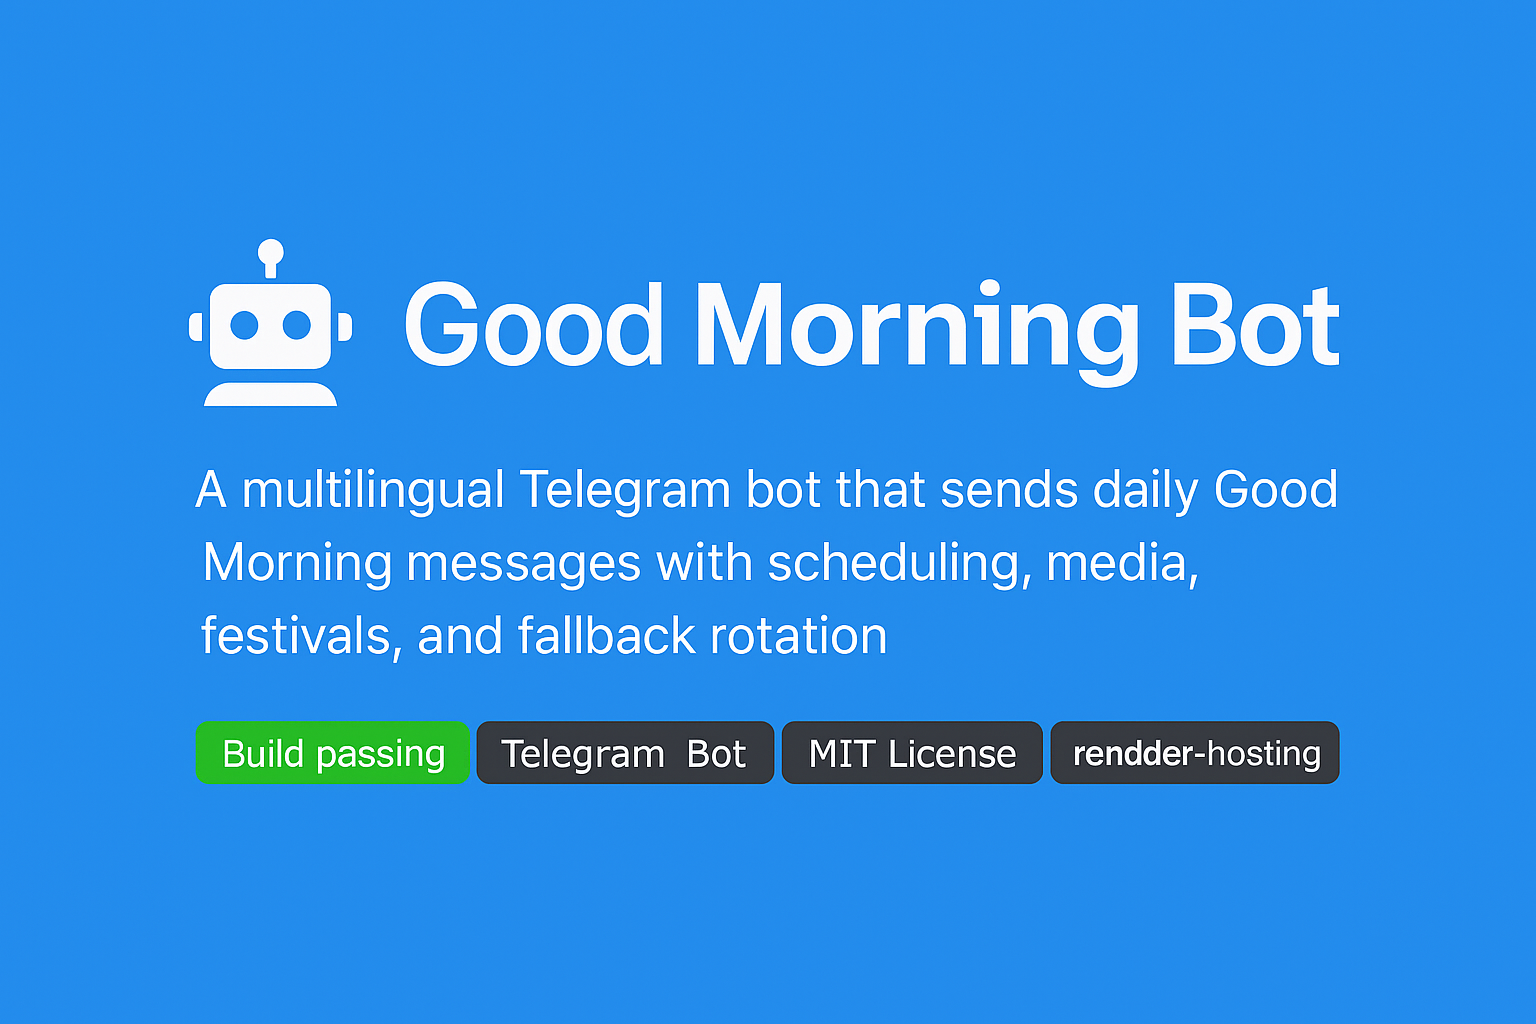 Good Morning Bot
A multilingual Telegram bot that sends daily Good
Morning messages with scheduling, media,
festivals, and fallback rotation
Build passing
Telegram Bot
MIT License
rendder-hosting